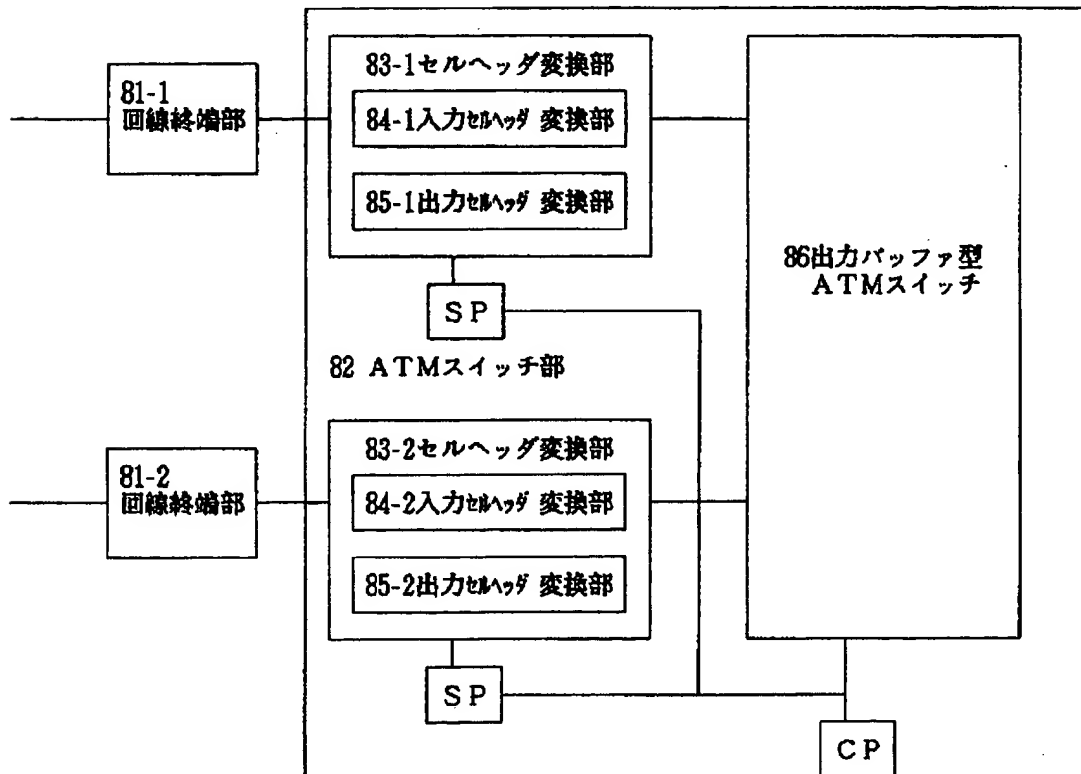 81-1
回線終端部
83-1セルヘッダ変換部
84-1入力セルヘッダ 変換部
85-1出力セルヘッダ 変換部
ＳＰ
82 ＡＴＭスイッチ部
86出力バッファ型
ＡＴＭスイッチ
81-2
回線終端部
83-2セルヘッダ変換部
84-2入力セルヘッダ 変換部
85-2出力セルヘッダ 変換部
ＳＰ
ＣＰ